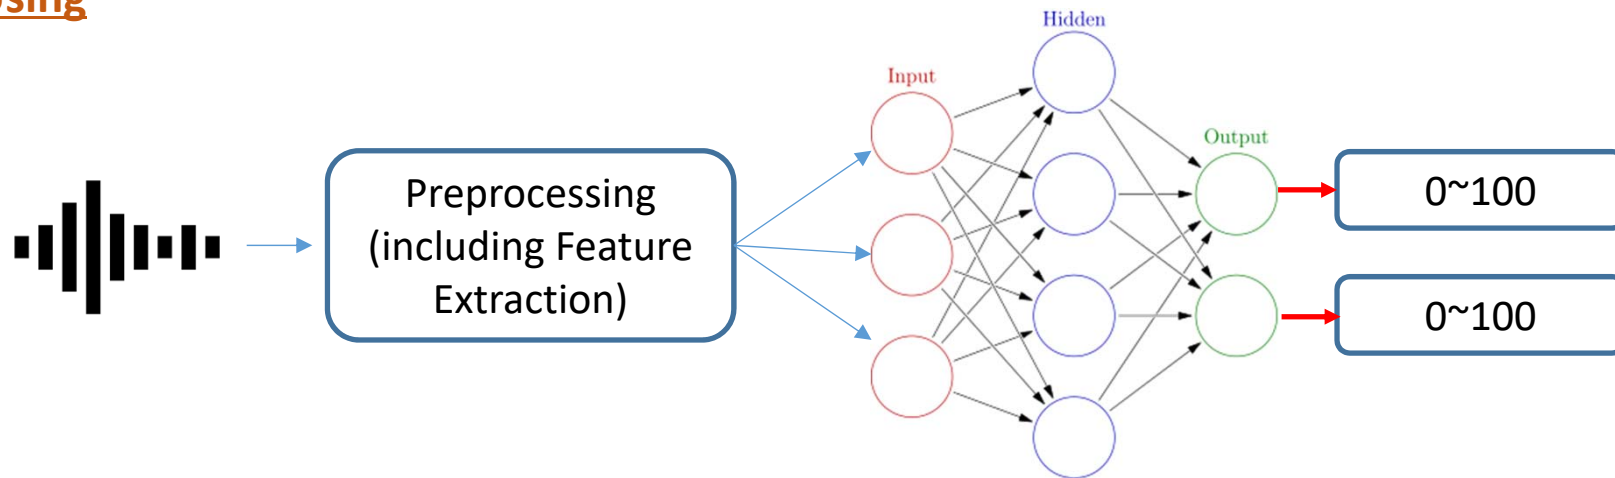 Hidden
Input
Output
Preprocessing
(including Feature
Extraction)
0~100
0~100